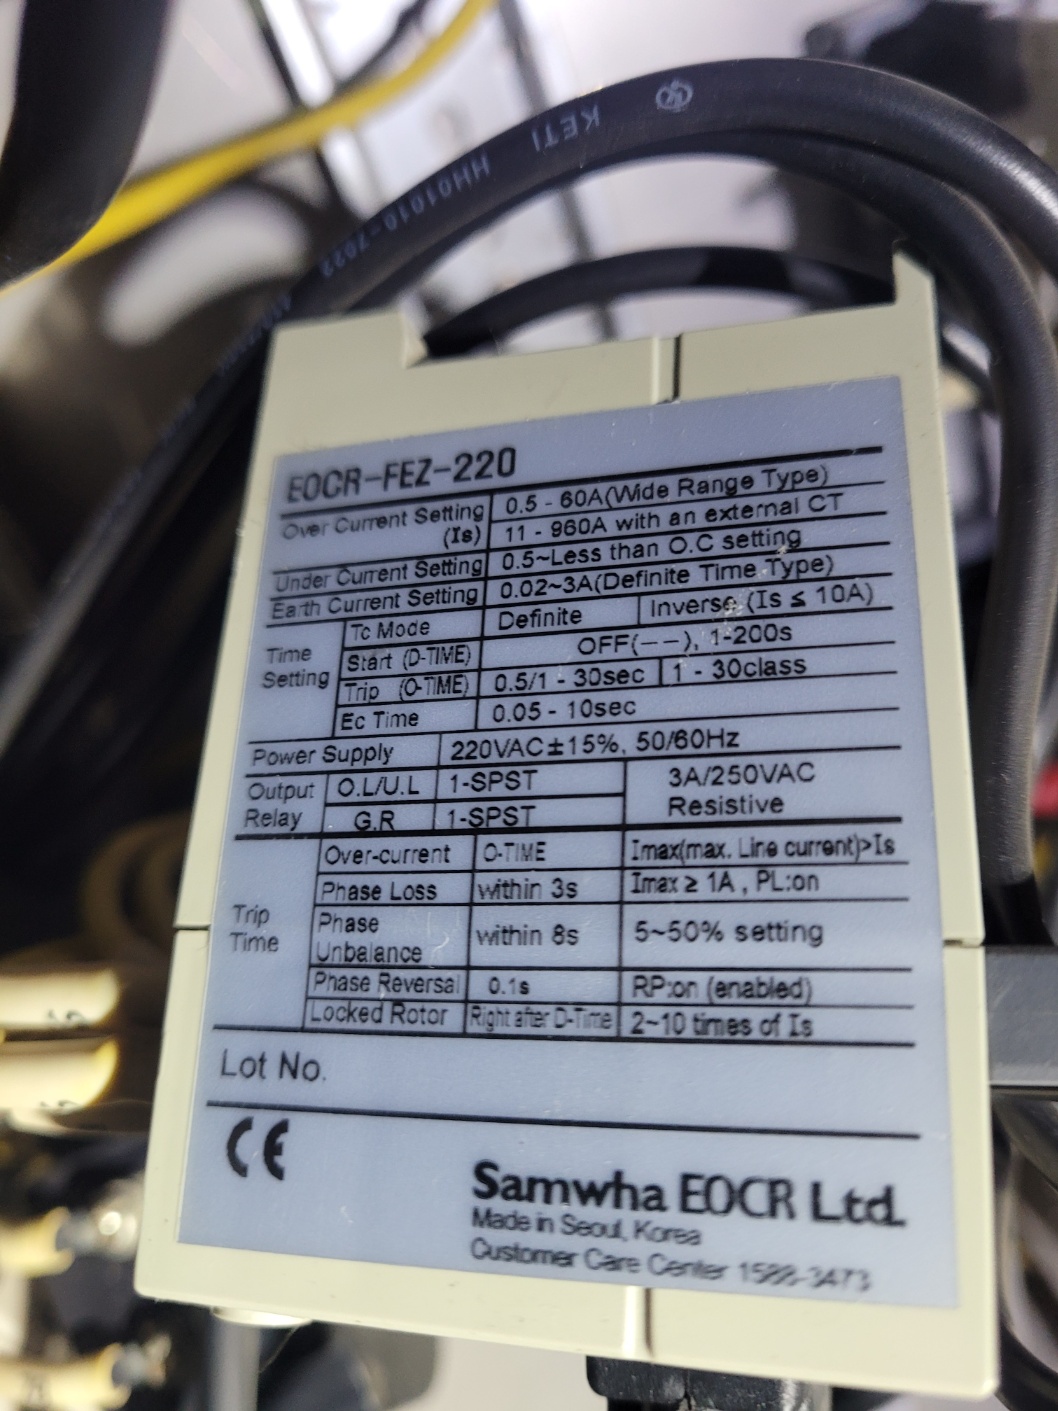 KETI
HH01010-7022
EOCR-FEZ-220
Over Current Setting (Is) 0.5 - 60A(Wide Range Type)
11 - 960A with an external CT
Under Current Setting 0.5~Less than O.C setting
Earth Current Setting 0.02~3A(Definite Time Type)
Time Setting Tc Mode Definite Inverse (Is ≤ 10A)
Start (D-TIME) OFF(--), 1-200s
Trip (O-TIME) 0.5/1 - 30sec 1 - 30class
Ec Time 0.05 - 10sec
Power Supply 220VAC±15%, 50/60Hz
Output Relay O.L/U.L 1-SPST 3A/250VAC Resistive
G.R 1-SPST
Trip Time Over-current O-TIME Imax(max. Line current)>Is
Phase Loss within 3s Imax ≥ 1A , PL:on
Phase Unbalance within 8s 5~50% setting
Phase Reversal 0.1s RP:on (enabled)
Locked Rotor Right after D-Time 2~10 times of Is
Lot No.
CE
Samwha EOCR Ltd.
Made in Seoul, Korea
Customer Care Center 1588-3473